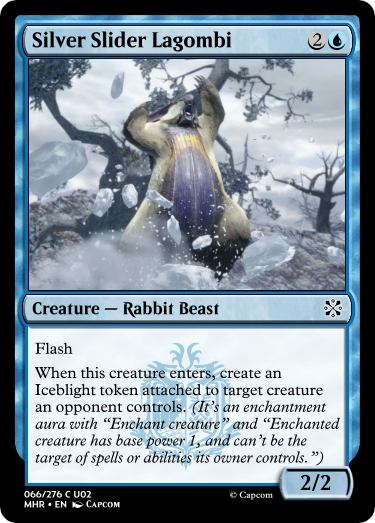 Silver Slider Lagombi 2
Creature — Rabbit Beast
Flash
When this creature enters, create an
Iceblight token attached to target creature
an opponent controls. (It's an enchantment
aura with “Enchant creature” and “Enchanted
creature has base power 1, and can't be the
target of spells or abilities its owner controls.”)
2/2
066/276 C U02
MHR • EN Capcom
© Capcom